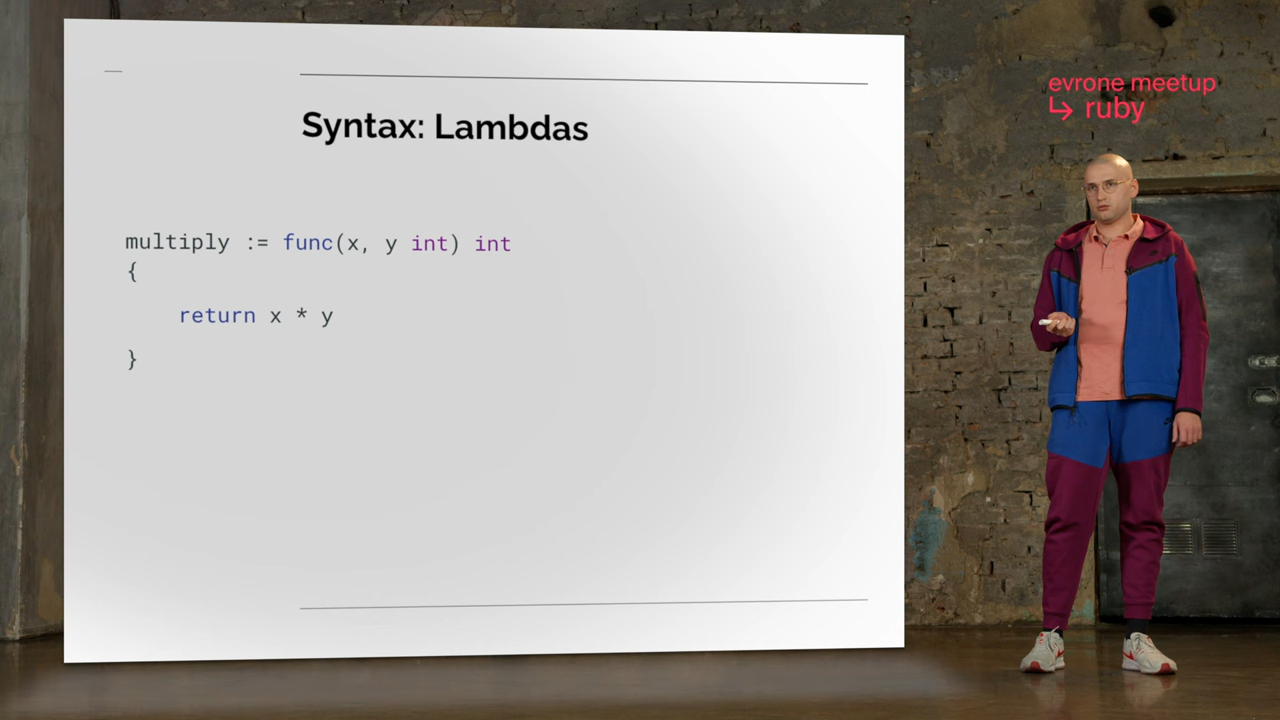 Syntax: Lambdas
multiply := func(x, y int) int
{
return x * y
}
evrone meetup
↳ ruby